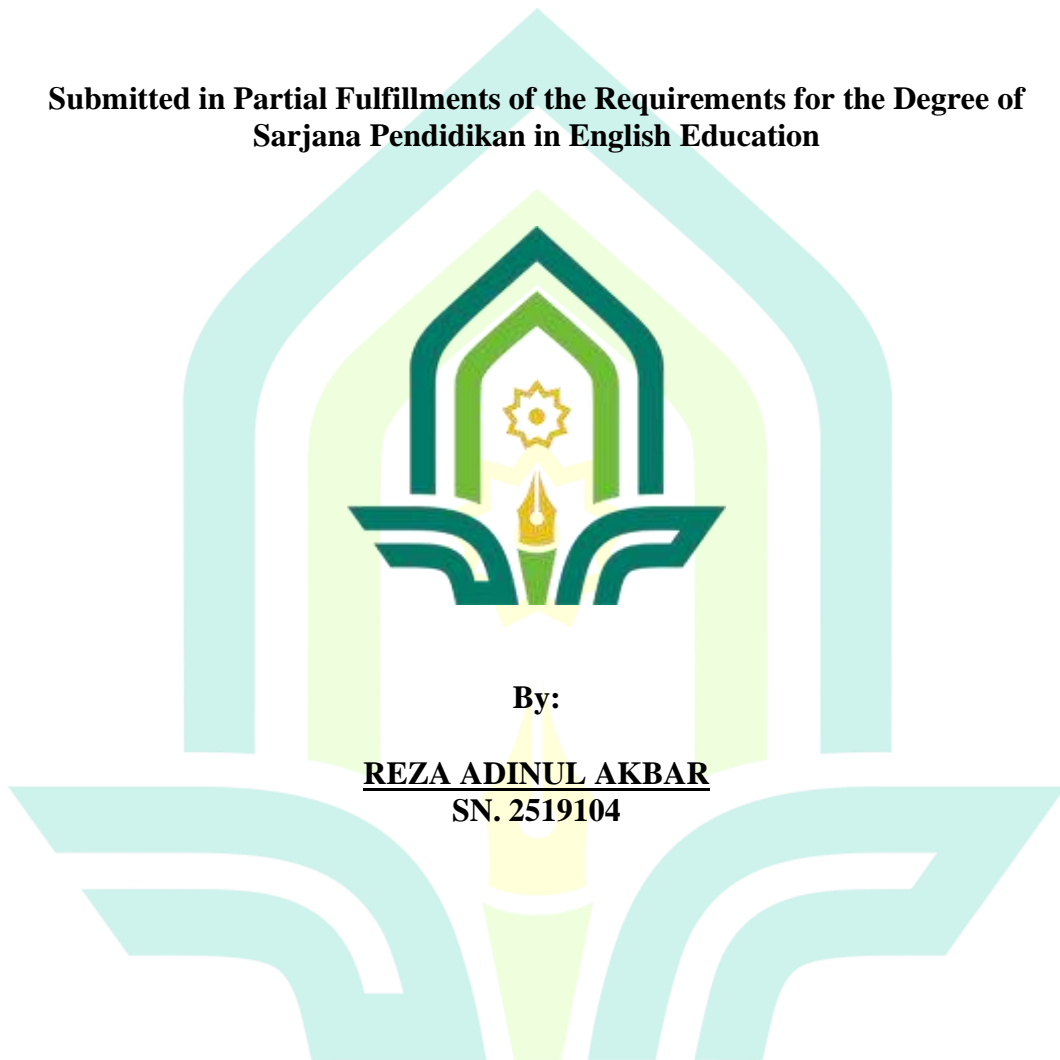 Submitted in Partial Fulfillments of the Requirements for the Degree of
Sarjana Pendidikan in English Education
By:
REZA ADINUL AKBAR
SN. 2519104